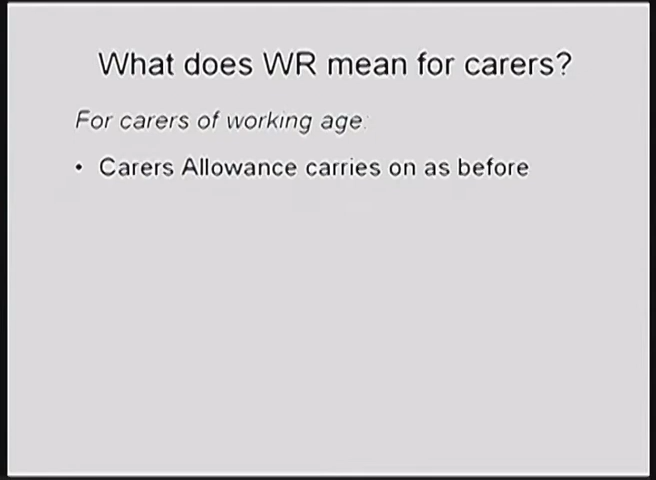 What does WR mean for carers?
For carers of working age:
• Carers Allowance carries on as before